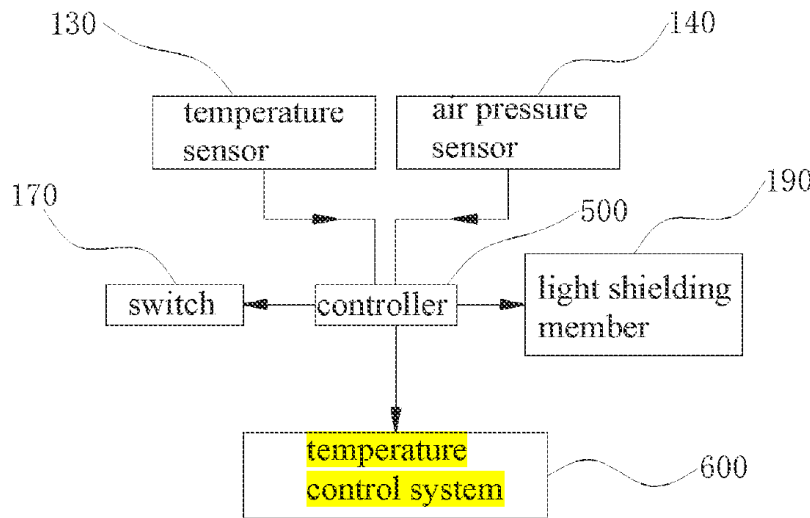 130
140
temperature
sensor
air pressure
sensor
170
500
190
switch
controller
light shielding
member
temperature
control system
600